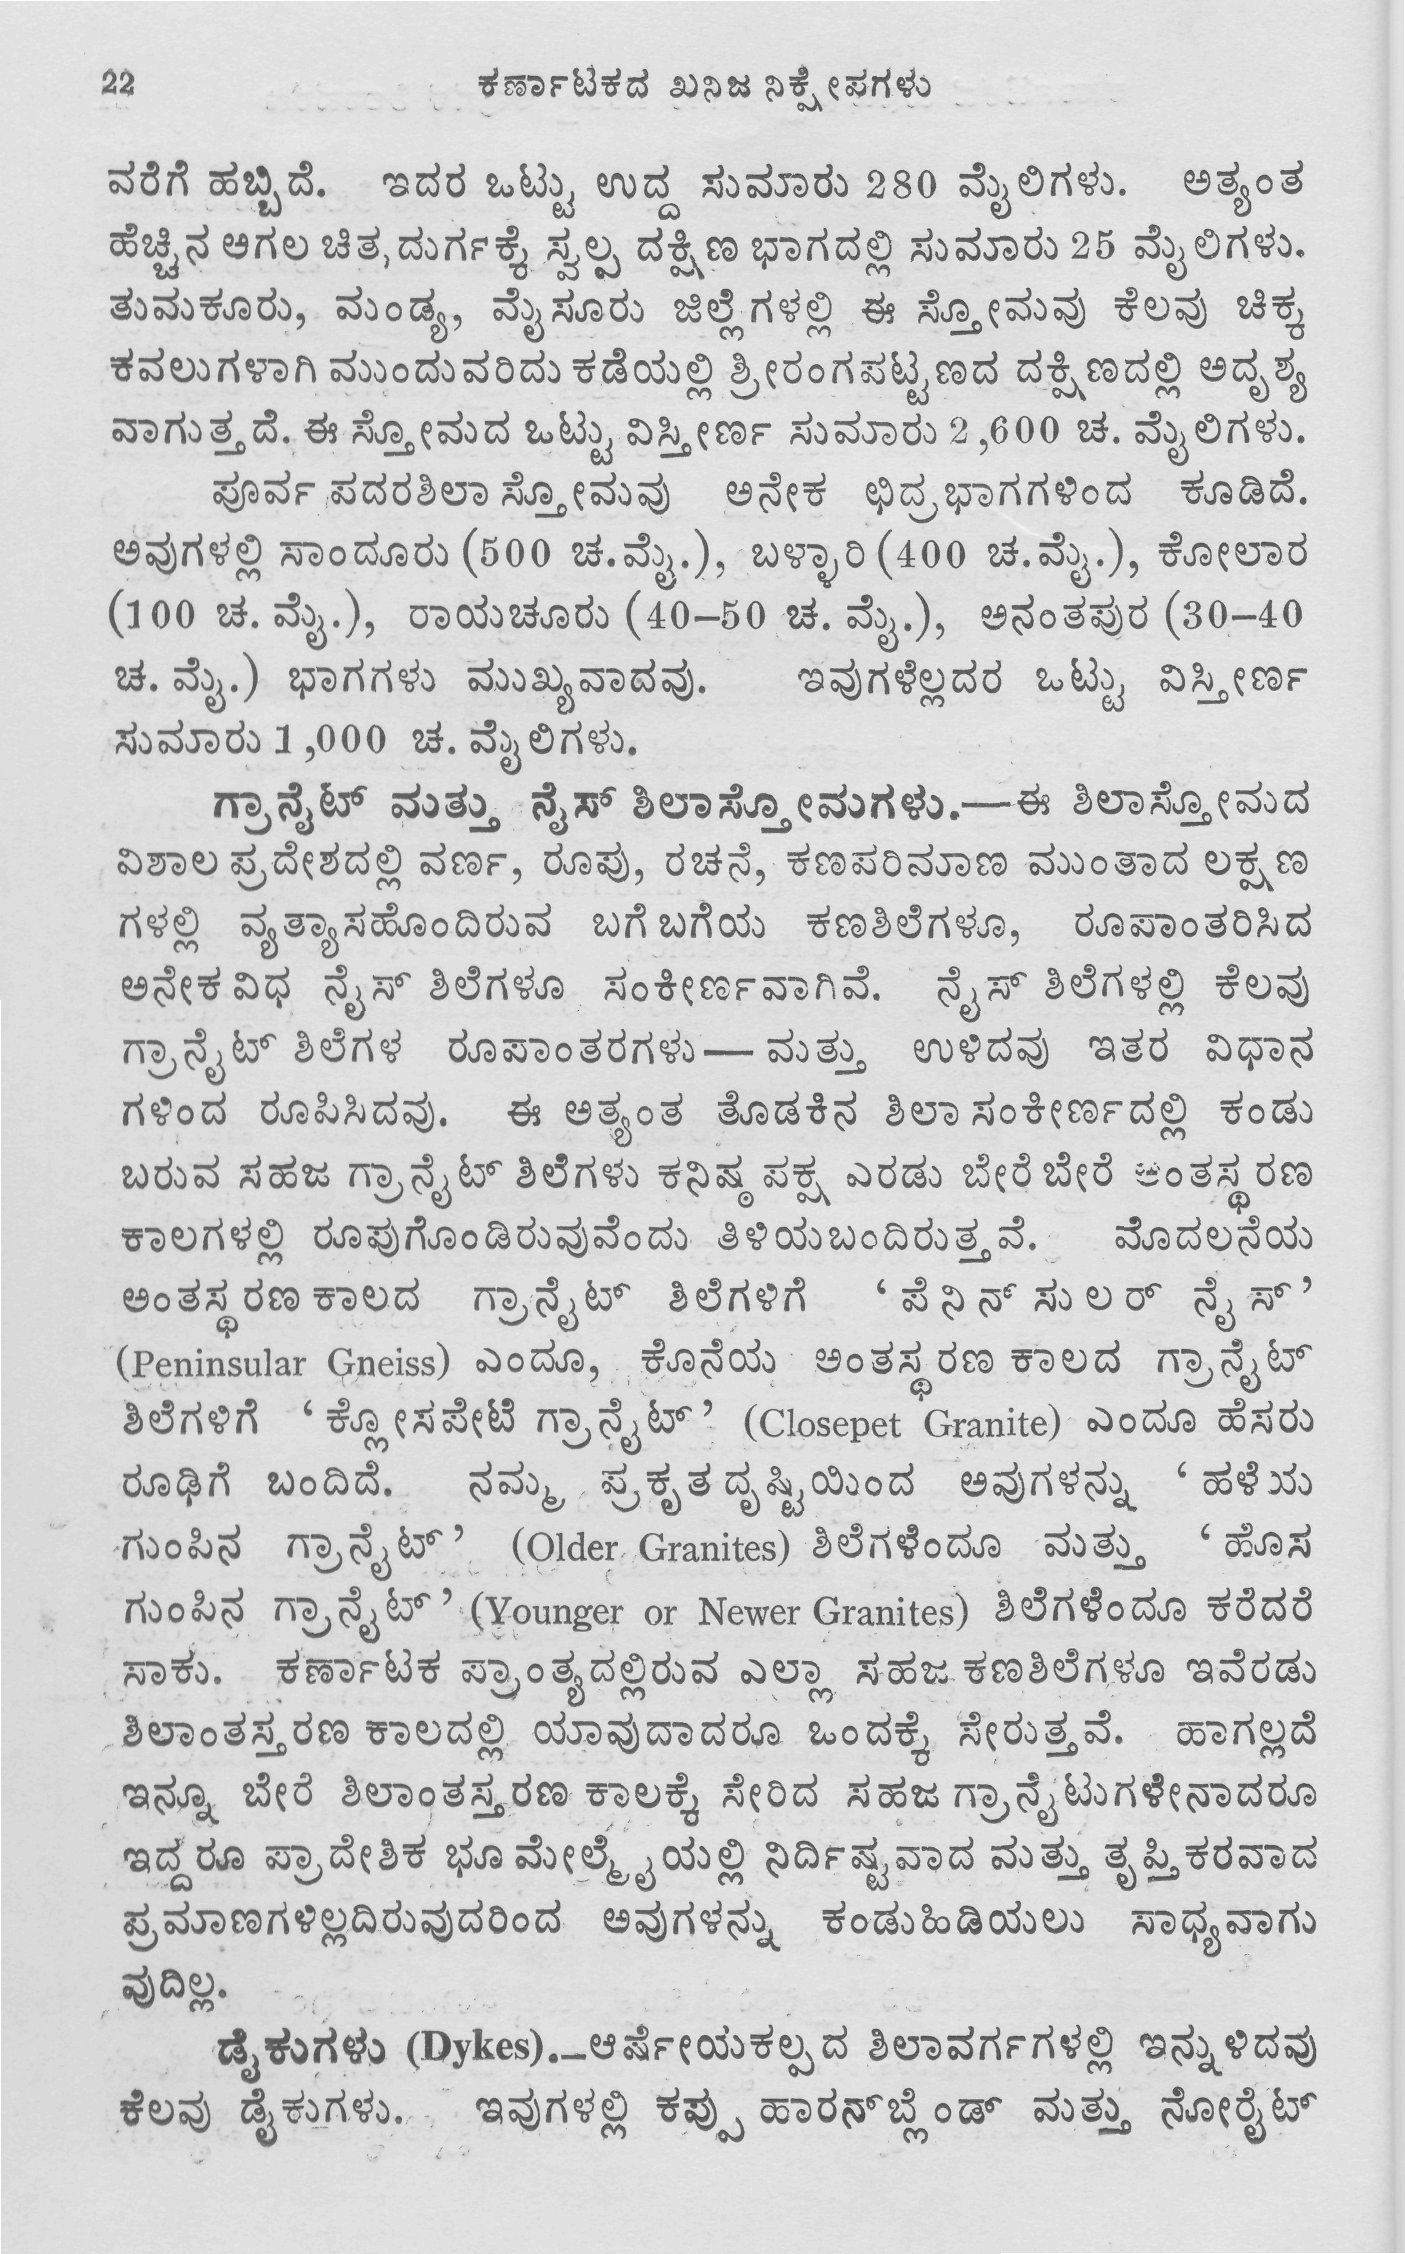 22 ಕರ್ಣಾಟಕದ ಖನಿಜ ನಿಕ್ಷೇಪಗಳು
ವರೆಗೆ ಹಬ್ಬಿದೆ. ಇದರ ಒಟ್ಟು ಉದ್ದ ಸುಮಾರು 280 ಮೈಲಿಗಳು. ಅತ್ಯಂತ
ಹೆಚ್ಚಿನ ಅಗಲ ಚಿತ್ರದುರ್ಗಕ್ಕೆ ಸ್ವಲ್ಪ ದಕ್ಷಿಣ ಭಾಗದಲ್ಲಿ ಸುಮಾರು 25 ಮೈಲಿಗಳು.
ತುಮಕೂರು, ಮಂಡ್ಯ, ಮೈಸೂರು ಜಿಲ್ಲೆಗಳಲ್ಲಿ ಈ ಸ್ತೋಮವು ಕೆಲವು ಚಿಕ್ಕ
ಕವಲುಗಳಾಗಿ ಮುಂದುವರಿದು ಕಡೆಯಲ್ಲಿ ಶ್ರೀರಂಗಪಟ್ಟಣದ ದಕ್ಷಿಣದಲ್ಲಿ ಅದೃಶ್ಯ
ವಾಗುತ್ತದೆ. ಈ ಸ್ತೋಮದ ಒಟ್ಟು ವಿಸ್ತೀರ್ಣ ಸುಮಾರು 2,600 ಚ. ಮೈಲಿಗಳು.
ಪೂರ್ವ ಪದರಶಿಲಾ ಸ್ತೋಮವು ಅನೇಕ ಛಿದ್ರಭಾಗಗಳಿಂದ ಕೂಡಿದೆ.
ಅವುಗಳಲ್ಲಿ ಸಾಂದೂರು (500 ಚ.ಮೈ.), ಬಳ್ಳಾರಿ (400 ಚ.ಮೈ.), ಕೋಲಾರ
(100 ಚ. ಮೈ.), ರಾಯಚೂರು (40–50 ಚ. ಮೈ.), ಅನಂತಪುರ (30–40
ಚ. ಮೈ.) ಭಾಗಗಳು ಮುಖ್ಯವಾದವು. ಇವುಗಳೆಲ್ಲದರ ಒಟ್ಟು ವಿಸ್ತೀರ್ಣ
ಸುಮಾರು 1,000 ಚ. ಮೈಲಿಗಳು.
ಗ್ರಾನೈಟ್ ಮತ್ತು ನೈಸ್ ಶಿಲಾಸ್ತೋಮಗಳು.—ಈ ಶಿಲಾಸ್ತೋಮದ
ವಿಶಾಲ ಪ್ರದೇಶದಲ್ಲಿ ವರ್ಣ, ರೂಪು, ರಚನೆ, ಕಣಪರಿಮಾಣ ಮುಂತಾದ ಲಕ್ಷಣ
ಗಳಲ್ಲಿ ವ್ಯತ್ಯಾಸಹೊಂದಿರುವ ಬಗೆಬಗೆಯ ಕಣಶಿಲೆಗಳೂ, ರೂಪಾಂತರಿಸಿದ
ಅನೇಕ ವಿಧ ನೈಸ್ ಶಿಲೆಗಳೂ ಸಂಕೀರ್ಣವಾಗಿವೆ. ನೈಸ್ ಶಿಲೆಗಳಲ್ಲಿ ಕೆಲವು
ಗ್ರಾನೈಟ್ ಶಿಲೆಗಳ ರೂಪಾಂತರಗಳು— ಮತ್ತು ಉಳಿದವು ಇತರ ವಿಧಾನ
ಗಳಿಂದ ರೂಪಿಸಿದವು. ಈ ಅತ್ಯಂತ ತೊಡಕಿನ ಶಿಲಾ ಸಂಕೀರ್ಣದಲ್ಲಿ ಕಂಡು
ಬರುವ ಸಹಜ ಗ್ರಾನೈಟ್ ಶಿಲೆಗಳು ಕನಿಷ್ಠ ಪಕ್ಷ ಎರಡು ಬೇರೆ ಬೇರೆ ಅಂತಸ್ಥರಣ
ಕಾಲಗಳಲ್ಲಿ ರೂಪುಗೊಂಡಿರುವುವೆಂದು ತಿಳಿಯಬಂದಿರುತ್ತವೆ. ಮೊದಲನೆಯ
ಅಂತಸ್ಥರಣ ಕಾಲದ ಗ್ರಾನೈಟ್ ಶಿಲೆಗಳಿಗೆ ‘ಪೆನಿನ್ಸುಲರ್ ನೈಸ್’
(Peninsular Gneiss) ಎಂದೂ, ಕೊನೆಯ ಅಂತಸ್ಥರಣ ಕಾಲದ ಗ್ರಾನೈಟ್
ಶಿಲೆಗಳಿಗೆ ‘ಕ್ಲೋಸಪೇಟೆ ಗ್ರಾನೈಟ್’ (Closepet Granite) ಎಂದೂ ಹೆಸರು
ರೂಢಿಗೆ ಬಂದಿದೆ. ನಮ್ಮ ಪ್ರಕೃತ ದೃಷ್ಟಿಯಿಂದ ಅವುಗಳನ್ನು ‘ಹಳೆಯ
ಗುಂಪಿನ ಗ್ರಾನೈಟ್’ (Older Granites) ಶಿಲೆಗಳೆಂದೂ ಮತ್ತು ‘ಹೊಸ
ಗುಂಪಿನ ಗ್ರಾನೈಟ್’ (Younger or Newer Granites) ಶಿಲೆಗಳೆಂದೂ ಕರೆದರೆ
ಸಾಕು. ಕರ್ಣಾಟಕ ಪ್ರಾಂತ್ಯದಲ್ಲಿರುವ ಎಲ್ಲಾ ಸಹಜ ಕಣಶಿಲೆಗಳೂ ಇವೆರಡು
ಶಿಲಾಂತಸ್ತರಣ ಕಾಲದಲ್ಲಿ ಯಾವುದಾದರೂ ಒಂದಕ್ಕೆ ಸೇರುತ್ತವೆ. ಹಾಗಲ್ಲದೆ
ಇನ್ನೂ ಬೇರೆ ಶಿಲಾಂತಸ್ತರಣ ಕಾಲಕ್ಕೆ ಸೇರಿದ ಸಹಜ ಗ್ರಾನೈಟುಗಳೇನಾದರೂ
ಇದ್ದರೂ ಪ್ರಾದೇಶಿಕ ಭೂಮೇಲ್ಮೈಯಲ್ಲಿ ನಿರ್ದಿಷ್ಟವಾದ ಮತ್ತು ತೃಪ್ತಿಕರವಾದ
ಪ್ರಮಾಣಗಳಿಲ್ಲದಿರುವುದರಿಂದ ಅವುಗಳನ್ನು ಕಂಡುಹಿಡಿಯಲು ಸಾಧ್ಯವಾಗು
ವುದಿಲ್ಲ.
ಡೈಕುಗಳು (Dykes).—ಆರ್ಷೇಯಕಲ್ಪದ ಶಿಲಾವರ್ಗಗಳಲ್ಲಿ ಇನ್ನುಳಿದವು
ಕೆಲವು ಡೈಕುಗಳು. ಇವುಗಳಲ್ಲಿ ಕಪ್ಪು ಹಾರನ್‌ಬ್ಲೆಂಡ್ ಮತ್ತು ನೋರೈಟ್